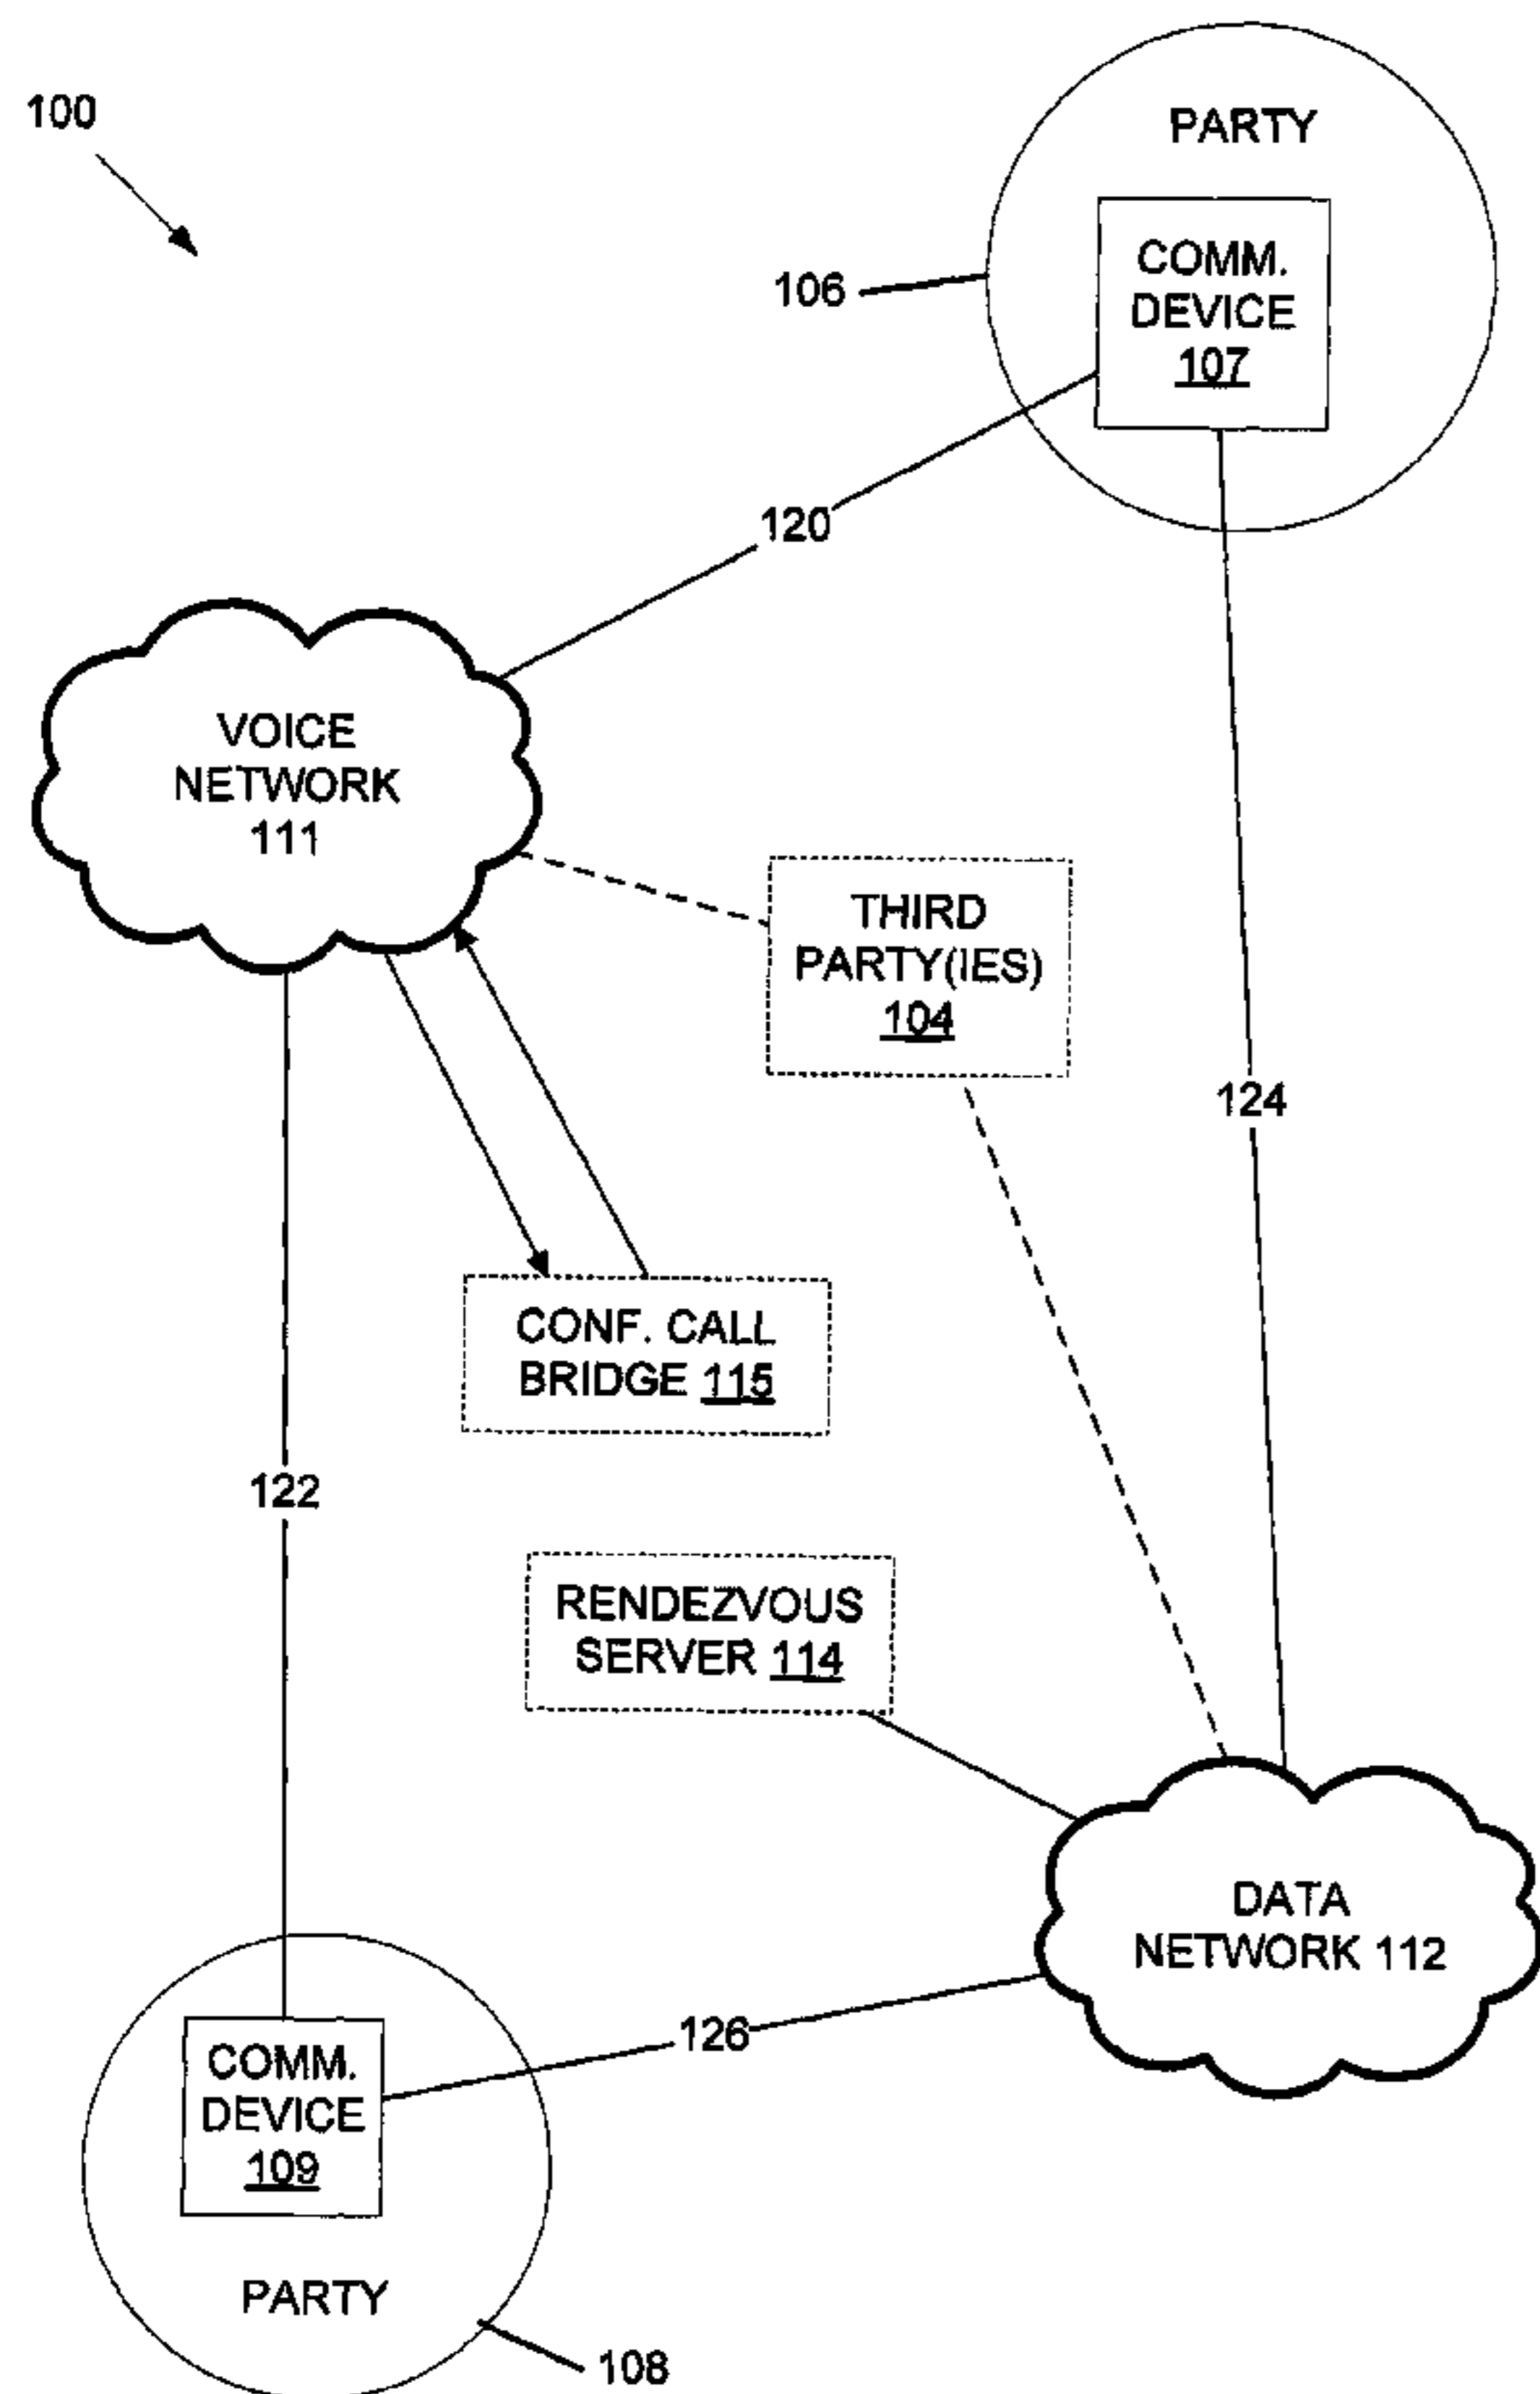 100
PARTY
COMM.
DEVICE
107
106
120
VOICE
NETWORK
111
THIRD
PARTY(IES)
104
124
CONF. CALL
BRIDGE 115
122
RENDEZVOUS
SERVER 114
DATA
NETWORK 112
126
COMM.
DEVICE
109
PARTY
108